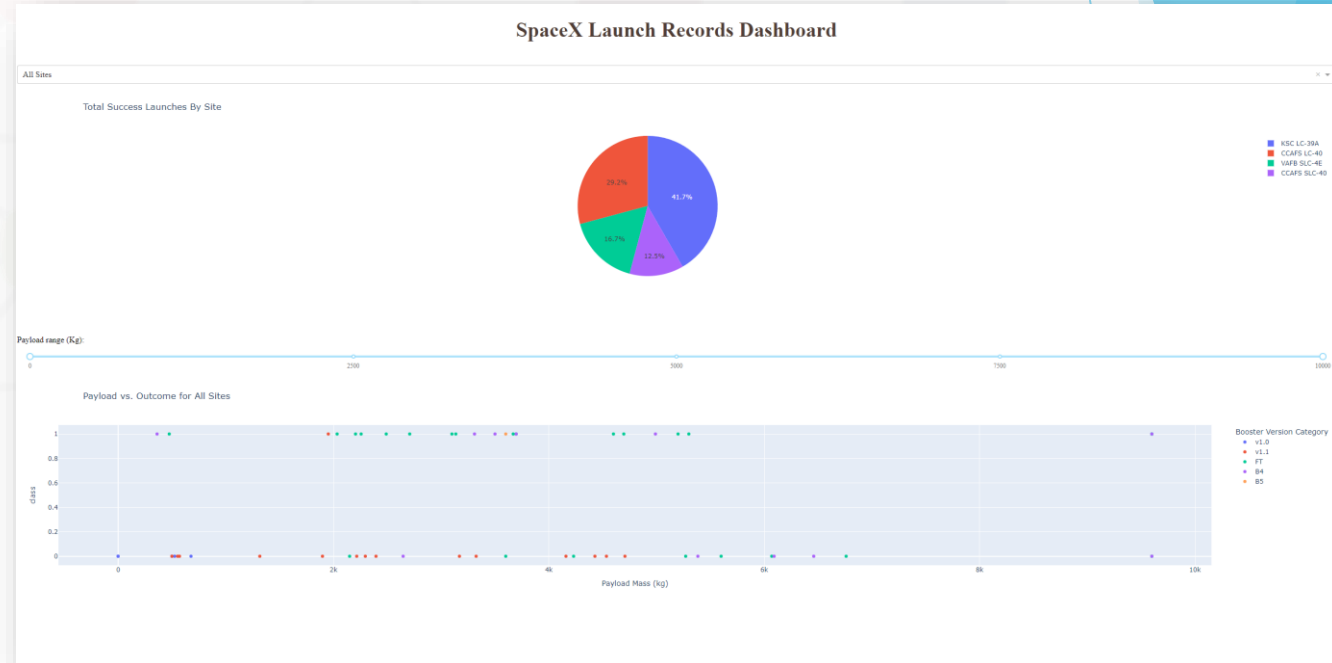 SpaceX Launch Records Dashboard
All Sites
Total Success Launches By Site
KSC LC-39A
CCAFS LC-40
VAFB SLC-4E
CCAFS SLC-40
29.2%
41.7%
16.7%
12.5%
Payload range (Kg):
0 2500 5000 7500 10000
Payload vs. Outcome for All Sites
Booster Version Category
v1.0
v1.1
FT
B4
B5
class
1
0.8
0.6
0.4
0.2
0
0 2k 4k 6k 8k 10k
Payload Mass (kg)